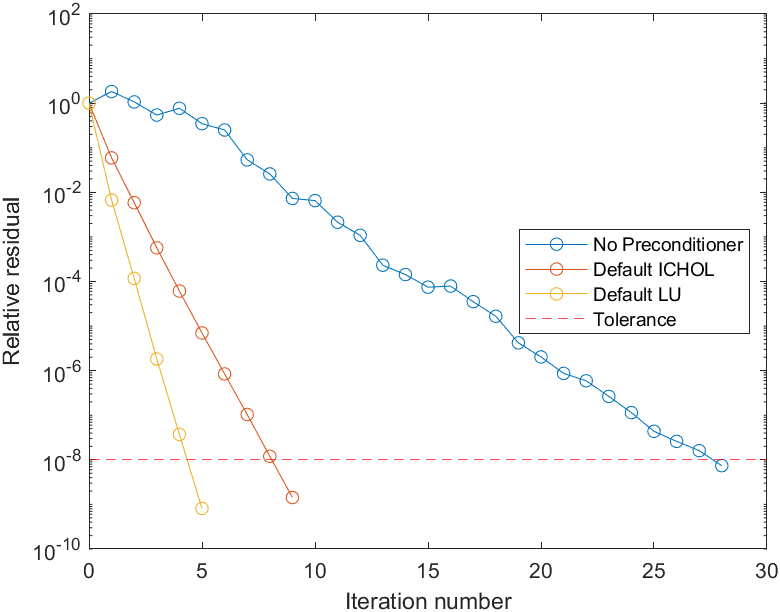 10^2
10^0
10^-2
10^-4
10^-6
10^-8
10^-10
Relative residual
No Preconditioner
Default ICHOL
Default LU
Tolerance
0 5 10 15 20 25 30
Iteration number